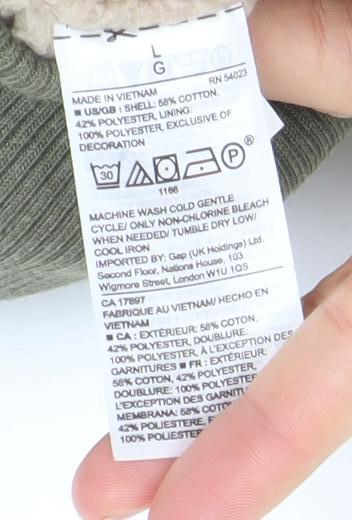 L
G
RN 54023
MADE IN VIETNAM
■ US/GB : SHELL: 58% COTTON,
42% POLYESTER, LINING:
100% POLYESTER, EXCLUSIVE OF
DECORATION
30 P ®
1166
MACHINE WASH COLD GENTLE
CYCLE/ ONLY NON-CHLORINE BLEACH
WHEN NEEDED/ TUMBLE DRY LOW/
COOL IRON
IMPORTED BY: Gap (UK Holdings) Ltd.
Second Floor, Nations House, 103
Wigmore Street, London W1U 1QS
CA 17897
FABRIQUE AU VIETNAM/ HECHO EN
VIETNAM
■ CA : EXTÉRIEUR: 58% COTON,
42% POLYESTER, DOUBLURE:
100% POLYESTER, À L'EXCEPTION DES
GARNITURES ■ FR : EXTÉRIEUR:
58% COTON, 42% POLYESTER,
DOUBLURE: 100% POLYESTER
L'EXCEPTION DES GARNITU
MEMBRANA: 58% COTO
42% POLIESTERE,
100% POLIESTER